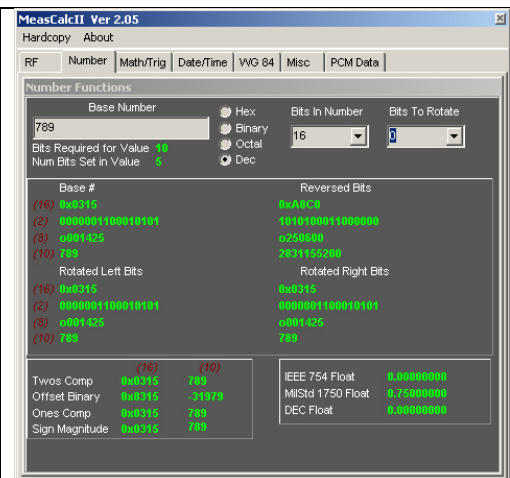 MeasCalcII Ver 2.05
Hardcopy About
RF Number Math/Trig Date/Time WG 84 Misc PCM Data
Number Functions
Base Number Hex Bits In Number Bits To Rotate
789 Binary 16 0
Bits Required for Value 10 Octal
Num Bits Set in Value 5 Dec
Base # Reversed Bits
(16) 0x0315 0xA8C0
(2) 0000001100010101 1010100011000000
(8) o001425 o250600
(10) 789 2831155200
Rotated Left Bits Rotated Right Bits
(16) 0x0315 0x0315
(2) 0000001100010101 0000001100010101
(8) o001425 o001425
(10) 789 789
(16) (10)
Twos Comp 0x0315 789 IEEE 754 Float 0.00000000
Offset Binary 0x8315 -31979 MilStd 1750 Float 0.75000000
Ones Comp 0x0315 789 DEC Float 0.00000000
Sign Magnitude 0x0315 789